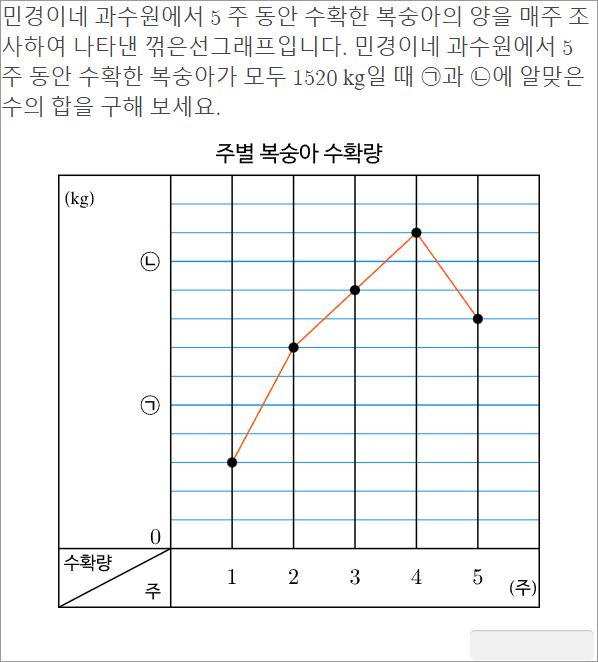 민경이네 과수원에서 5 주 동안 수확한 복숭아의 양을 매주 조
사하여 나타낸 꺾은선그래프입니다. 민경이네 과수원에서 5
주 동안 수확한 복숭아가 모두 1520 kg일 때 ㉠과 ㉡에 알맞은
수의 합을 구해 보세요.
주별 복숭아 수확량
(kg)
㉡
㉠
0
수확량
주
1 2 3 4 5 (주)